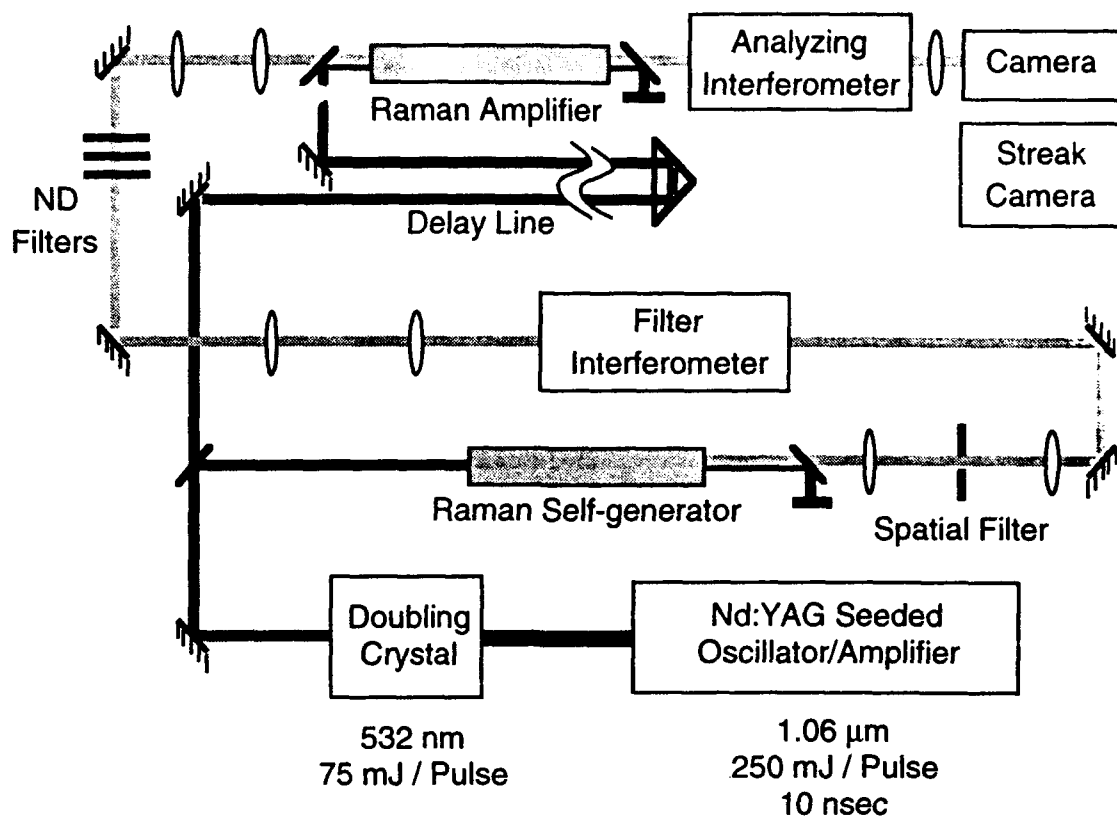 Analyzing
Interferometer
Camera
Raman Amplifier
Streak
Camera
ND
Filters
Delay Line
Filter
Interferometer
Raman Self-generator
Spatial Filter
Doubling
Crystal
Nd:YAG Seeded
Oscillator/Amplifier
532 nm
75 mJ / Pulse
1.06 μm
250 mJ / Pulse
10 nsec